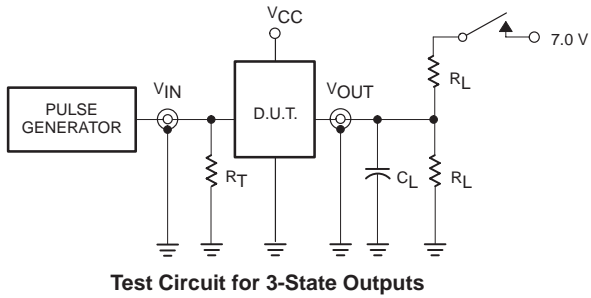 VCC
7.0 V
RL
VIN
VOUT
PULSE
GENERATOR
D.U.T.
RT
CL
RL
Test Circuit for 3-State Outputs